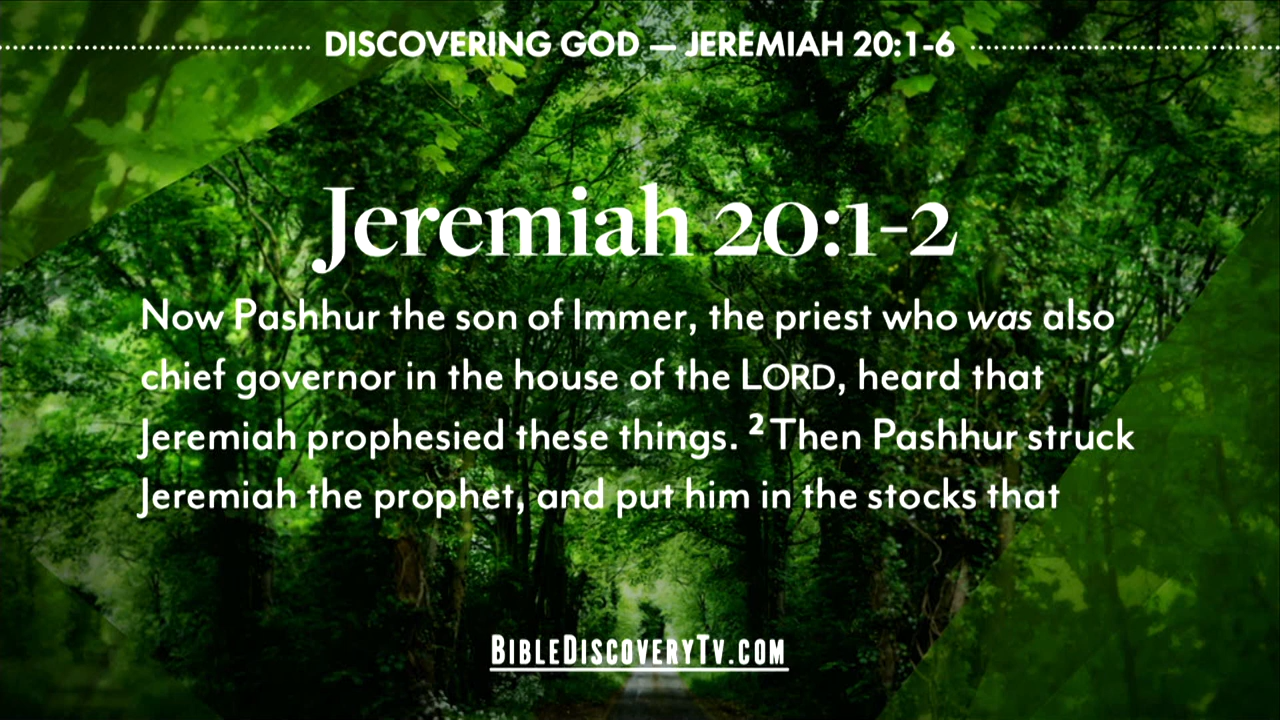 DISCOVERING GOD — JEREMIAH 20:1-6
Jeremiah 20:1-2
Now Pashhur the son of Immer, the priest who was also
chief governor in the house of the LORD, heard that
Jeremiah prophesied these things. ² Then Pashhur struck
Jeremiah the prophet, and put him in the stocks that
BIBLEDISCOVERYTV.COM